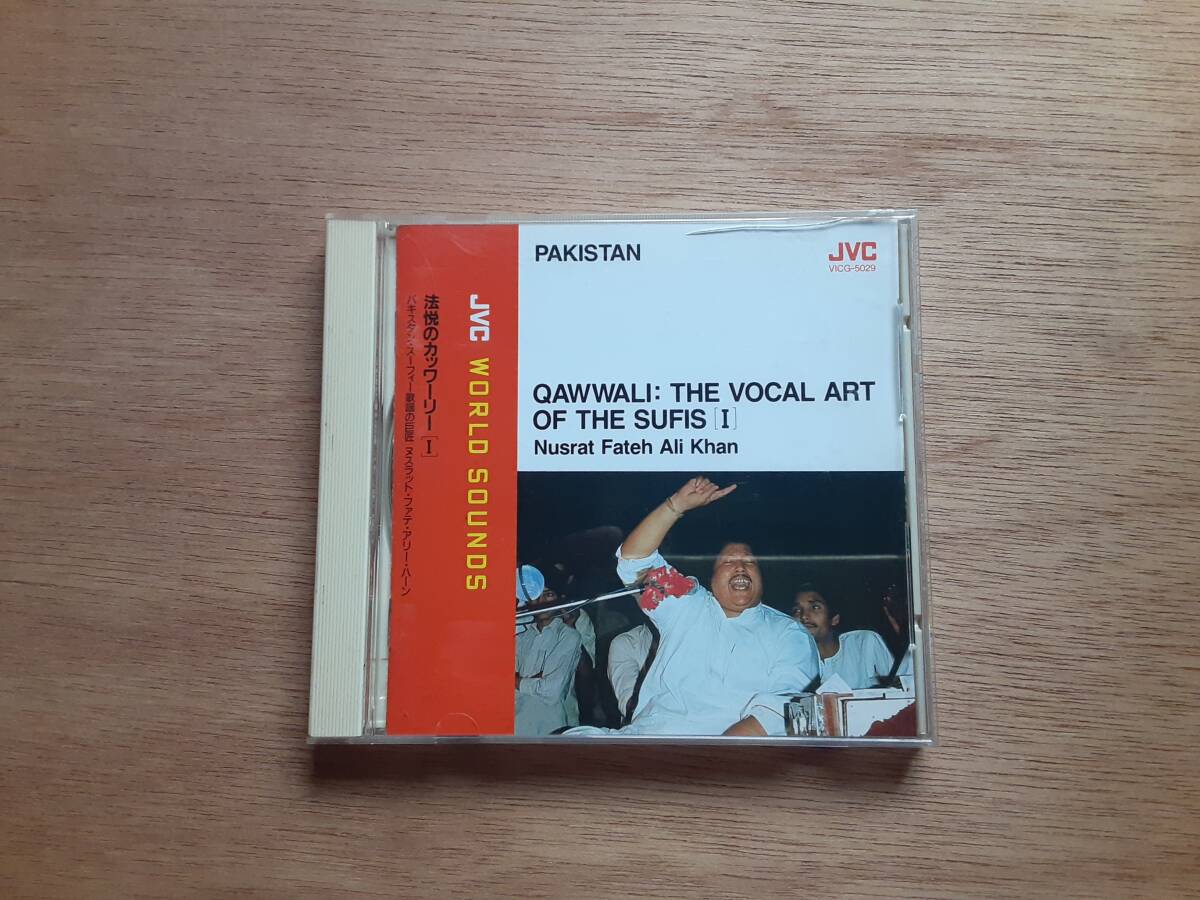 法悦のカッワーリー[I]
パキスタン・スーフィー歌謡の巨匠 ヌスラット・ファテ・アリー・ハーン
JVC WORLD SOUNDS
PAKISTAN
JVC
VICG-5029
QAWWALI: THE VOCAL ART
OF THE SUFIS [I]
Nusrat Fateh Ali Khan